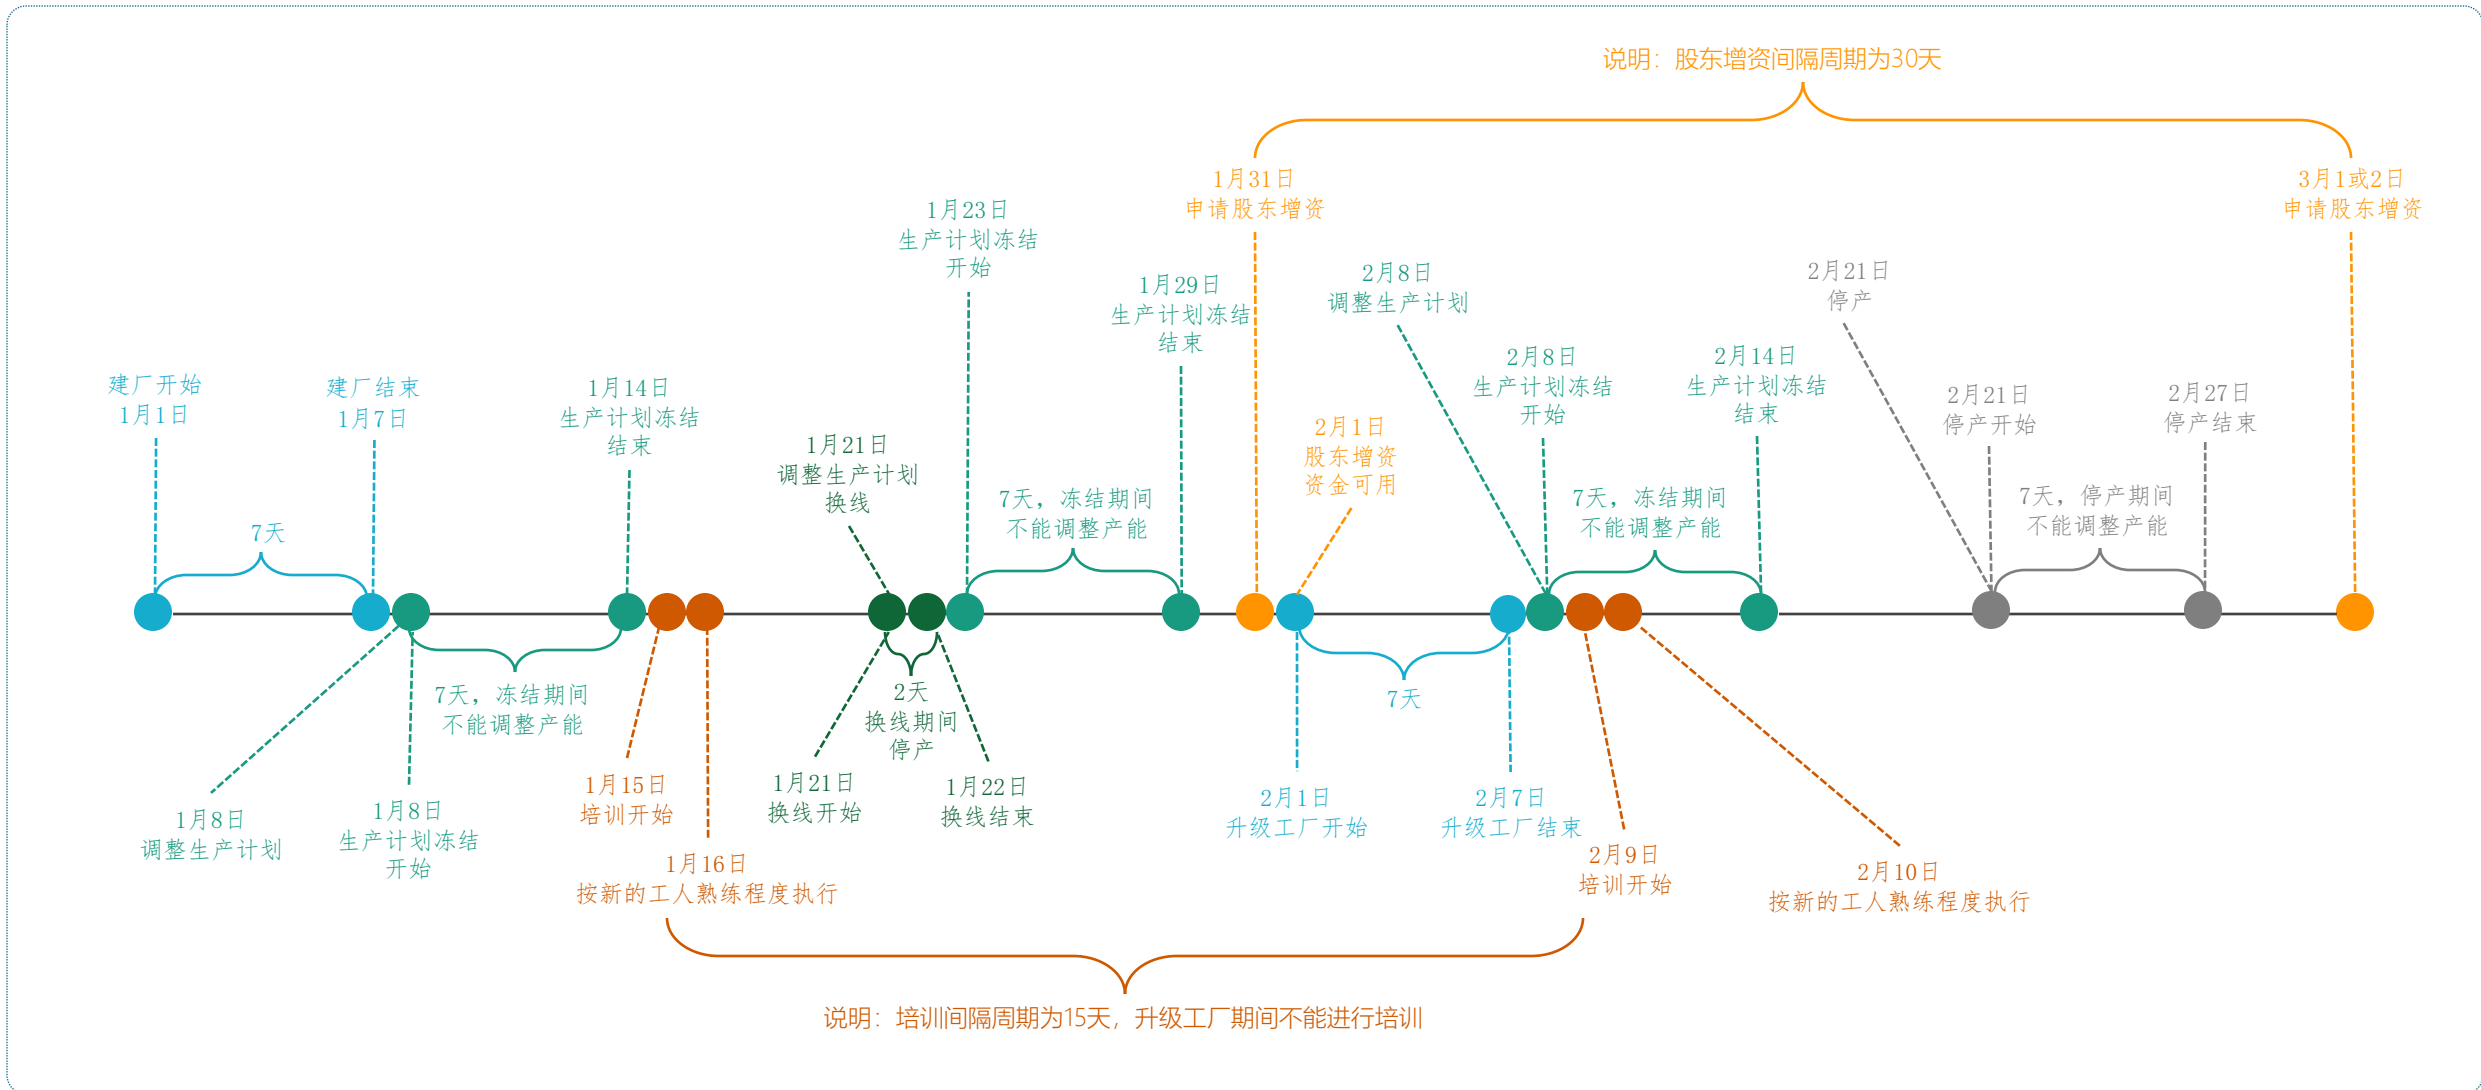 说明：股东增资间隔周期为30天
1月31日
申请股东增资
3月1或2日
申请股东增资
1月23日
生产计划冻结
开始
1月29日
生产计划冻结
结束
2月8日
调整生产计划
2月21日
停产
建厂开始
1月1日
建厂结束
1月7日
1月14日
生产计划冻结
结束
2月8日
生产计划冻结
开始
2月14日
生产计划冻结
结束
2月21日
停产开始
2月27日
停产结束
1月21日
调整生产计划
换线
2月1日
股东增资
资金可用
7天
7天，冻结期间
不能调整产能
7天，冻结期间
不能调整产能
7天，停产期间
不能调整产能
7天，冻结期间
不能调整产能
2天
换线期间
停产
7天
1月8日
调整生产计划
1月8日
生产计划冻结
开始
1月15日
培训开始
1月21日
换线开始
1月22日
换线结束
2月1日
升级工厂开始
2月7日
升级工厂结束
1月16日
按新的工人熟练程度执行
2月9日
培训开始
2月10日
按新的工人熟练程度执行
说明：培训间隔周期为15天，升级工厂期间不能进行培训